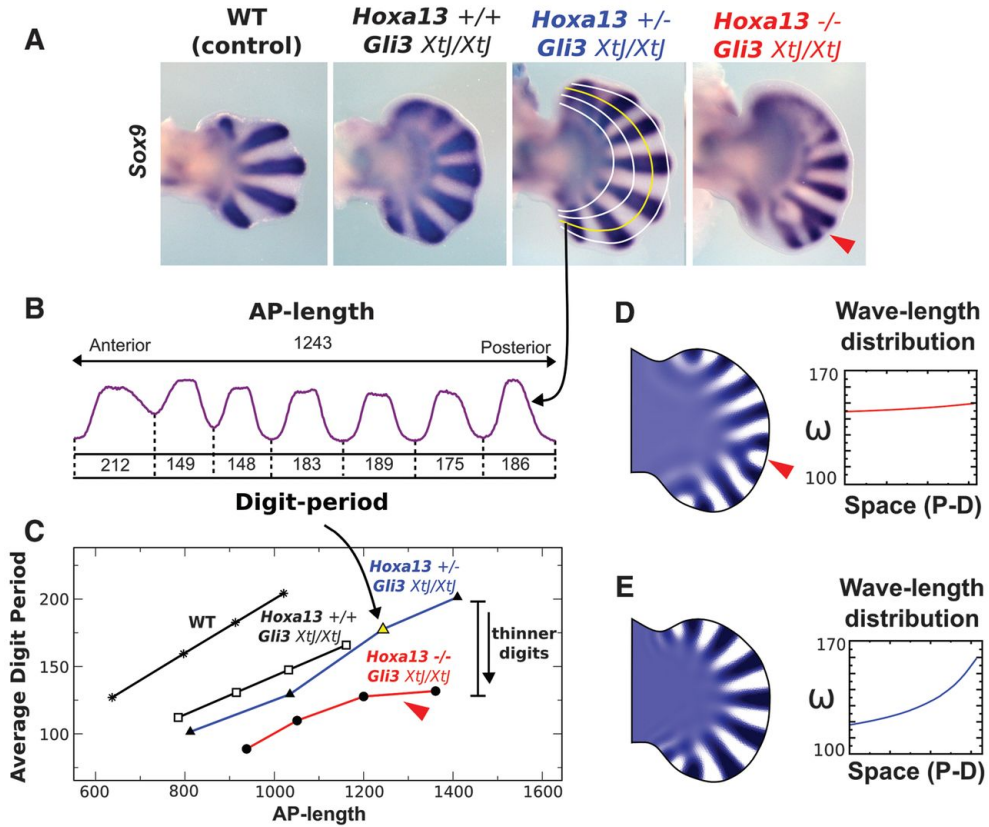 A
WT
(control)
Hoxa13 +/+
Gli3 XtJ/XtJ
Hoxa13 +/-
Gli3 XtJ/XtJ
Hoxa13 -/-
Gli3 XtJ/XtJ
Sox9
B
AP-length
Anterior
1243
Posterior
212 149 148 183 189 175 186
Digit-period
C
Average Digit Period
200
150
100
WT
Hoxa13 +/+
Gli3 XtJ/XtJ
Hoxa13 +/-
Gli3 XtJ/XtJ
Hoxa13 -/-
Gli3 XtJ/XtJ
thinner
digits
600 800 1000 1200 1400 1600
AP-length
D
Wave-length
distribution
170
ω
100
Space (P-D)
E
Wave-length
distribution
170
ω
100
Space (P-D)